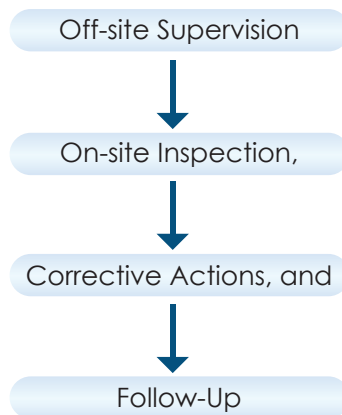 Off-site Supervision
On-site Inspection,
Corrective Actions, and
Follow-Up